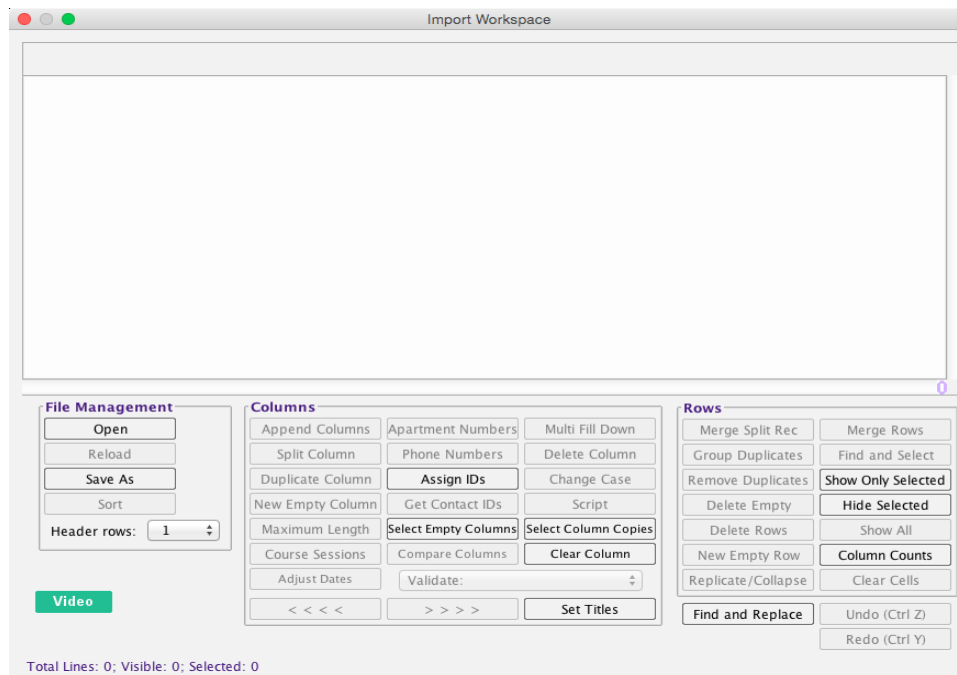 Import Workspace
0
File Management
Open
Reload
Save As
Sort
Header rows: 1
Video
Columns
Append Columns Apartment Numbers Multi Fill Down
Split Column Phone Numbers Delete Column
Duplicate Column Assign IDs Change Case
New Empty Column Get Contact IDs Script
Maximum Length Select Empty Columns Select Column Copies
Course Sessions Compare Columns Clear Column
Adjust Dates Validate:
< < < < > > > > Set Titles
Rows
Merge Split Rec Merge Rows
Group Duplicates Find and Select
Remove Duplicates Show Only Selected
Delete Empty Hide Selected
Delete Rows Show All
New Empty Row Column Counts
Replicate/Collapse Clear Cells
Find and Replace Undo (Ctrl Z)
Redo (Ctrl Y)
Total Lines: 0; Visible: 0; Selected: 0